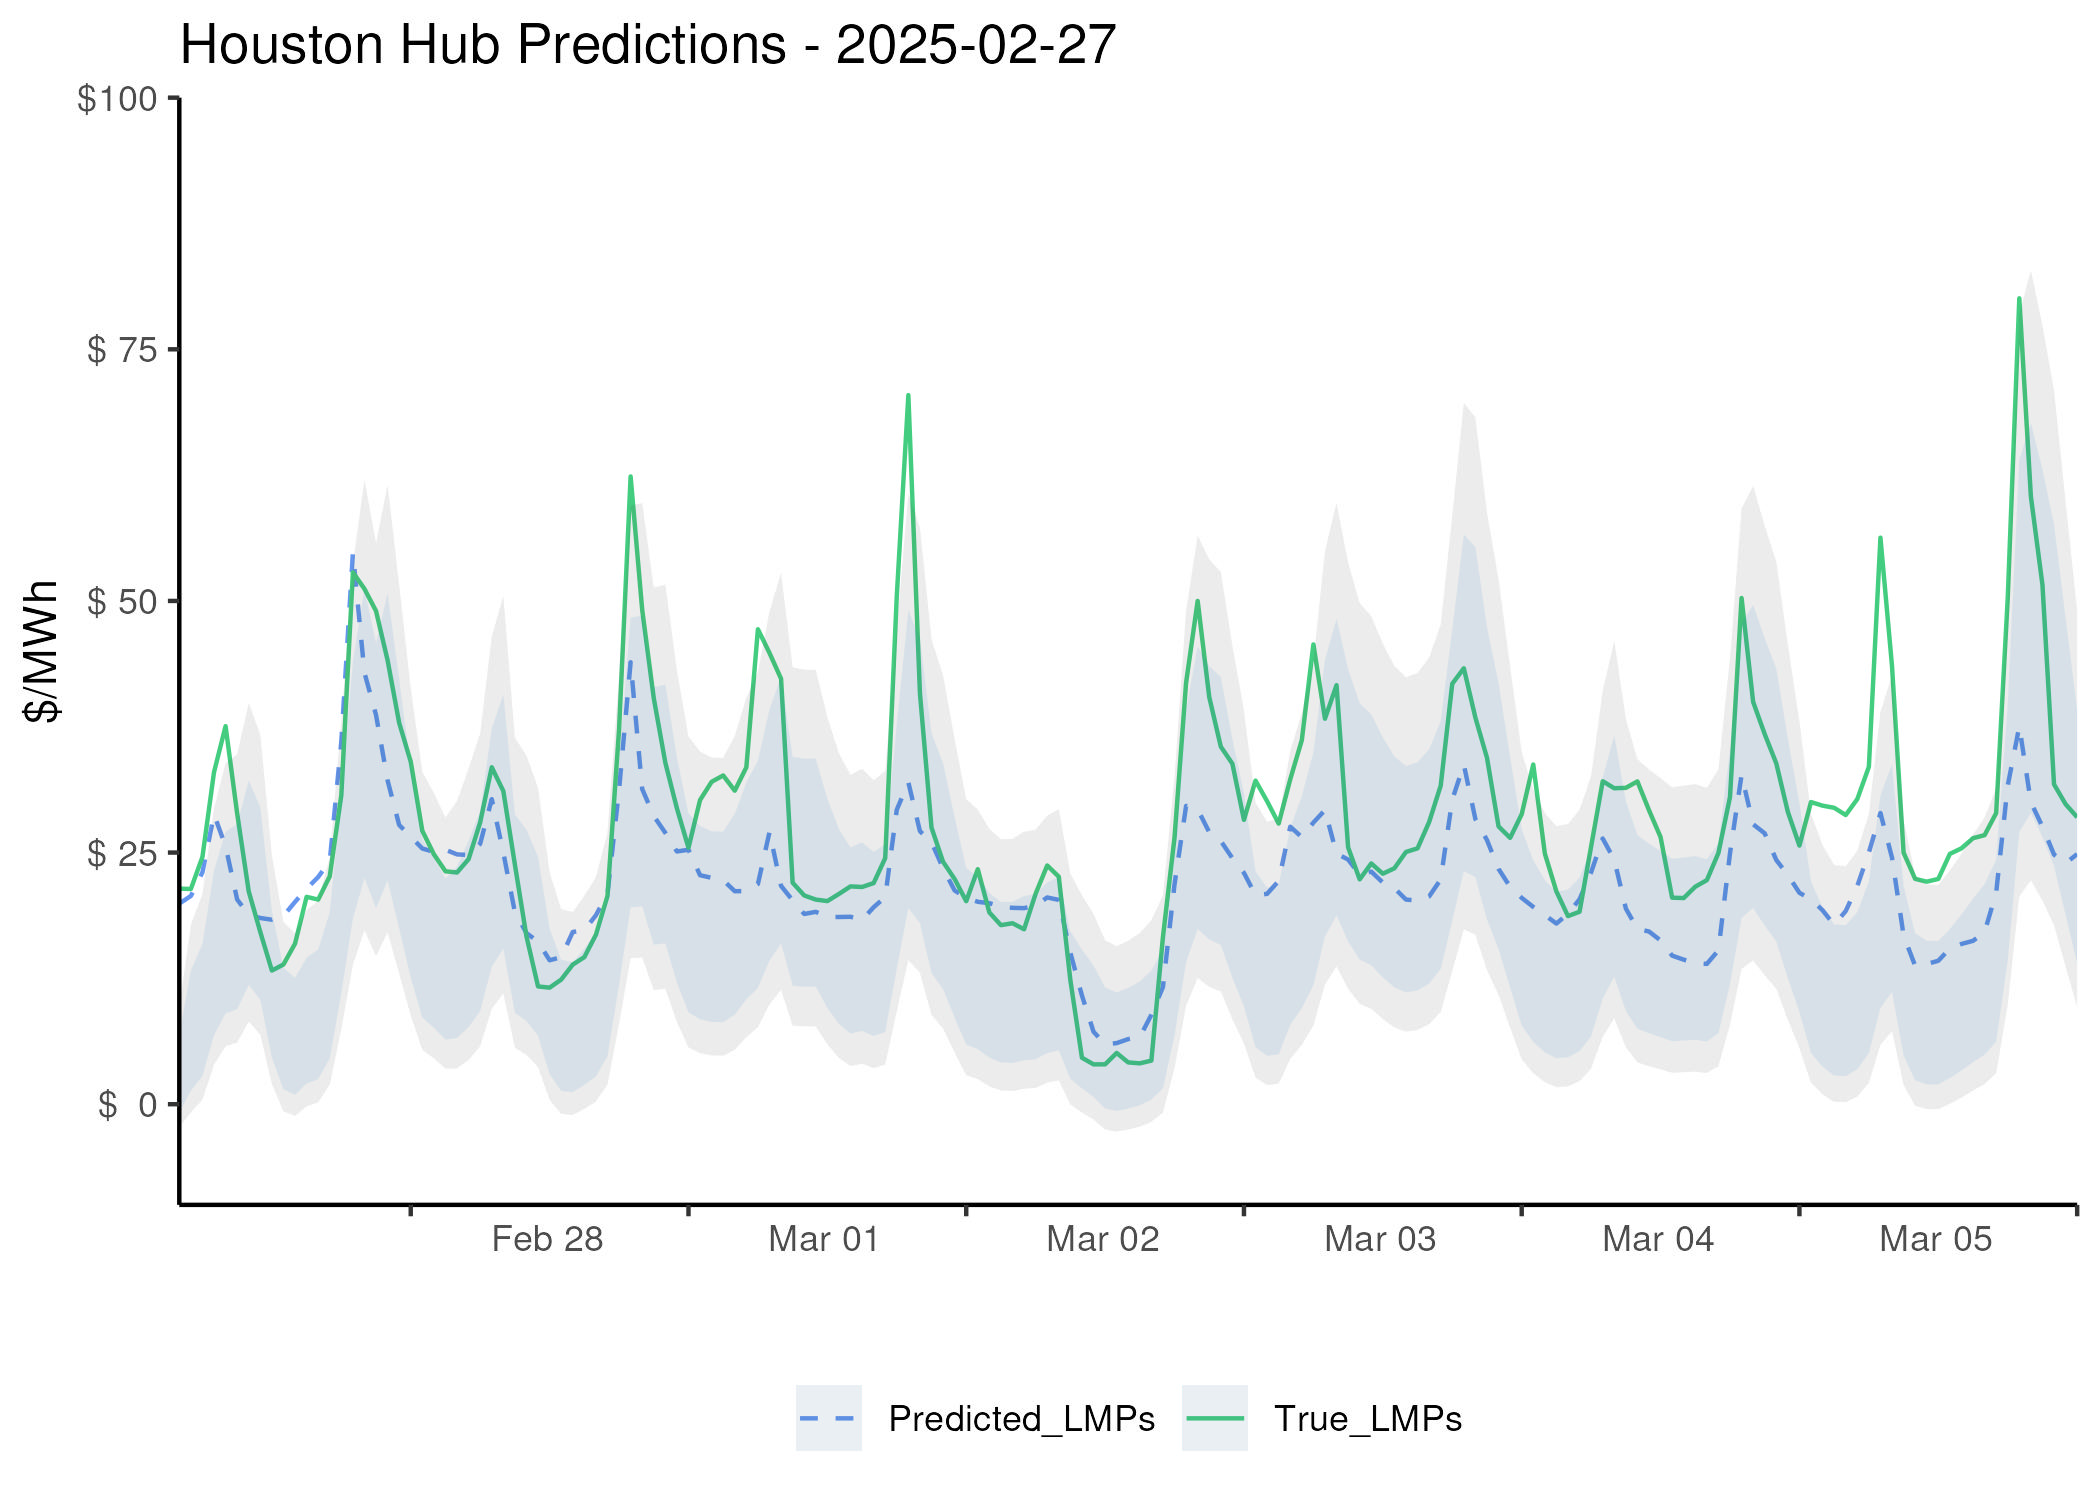 Houston Hub Predictions - 2025-02-27
$100
$ 75
$ 50
$ 25
$  0
$/MWh
Feb 28 Mar 01 Mar 02 Mar 03 Mar 04 Mar 05
Predicted_LMPs True_LMPs